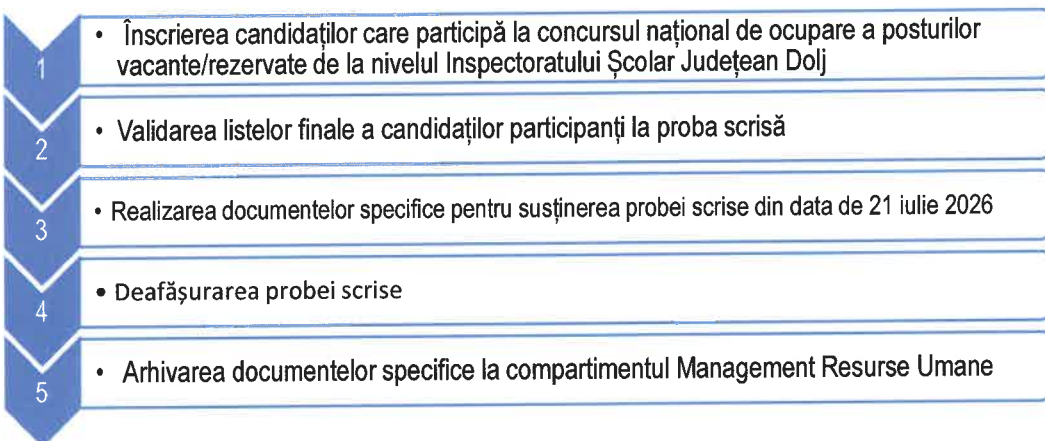 1
• Înscrierea candidaților care participă la concursul național de ocupare a posturilor
vacante/rezervate de la nivelul Inspectoratului Școlar Județean Dolj
2
• Validarea listelor finale a candidaților participanți la proba scrisă
3
• Realizarea documentelor specifice pentru susținerea probei scrise din data de 21 iulie 2026
4
• Deafășurarea probei scrise
5
• Arhivarea documentelor specifice la compartimentul Management Resurse Umane